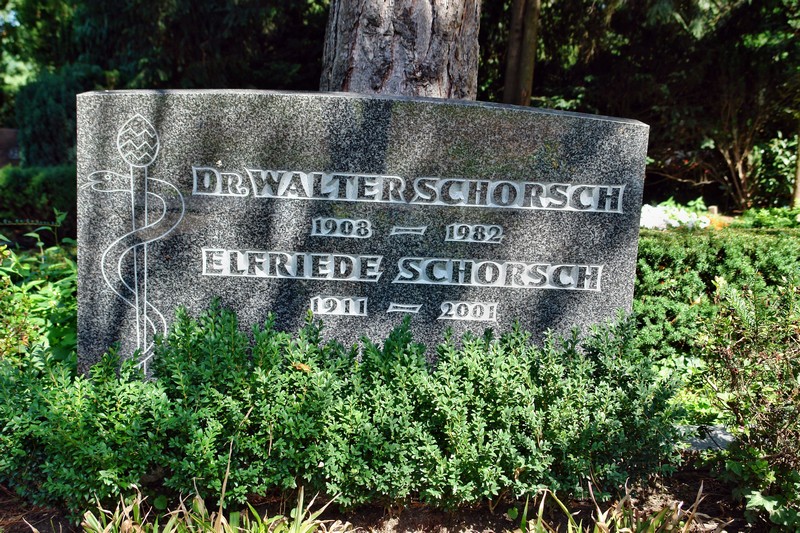 DR. WALTER SCHORSCH
1908 – 1982
ELFRIEDE SCHORSCH
1911 – 2001